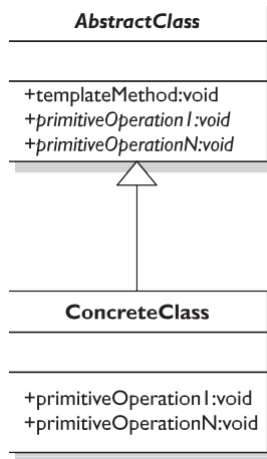 AbstractClass
+templateMethod:void
+primitiveOperation1:void
+primitiveOperationN:void
ConcreteClass
+primitiveOperation1:void
+primitiveOperationN:void